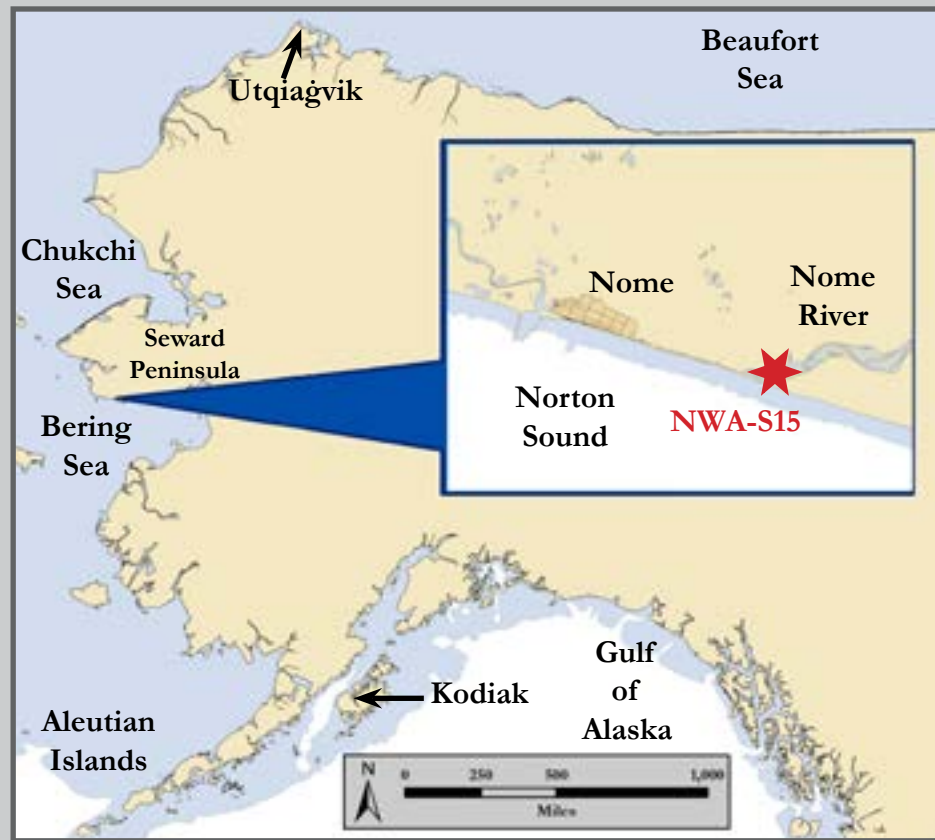 Utqiaġvik
Beaufort
Sea
Chukchi
Sea
Seward
Peninsula
Bering
Sea
Nome
Nome
River
Norton
Sound
NWA-S15
Gulf
of
Alaska
Kodiak
Aleutian
Islands
N
0 250 500 1,000
Miles